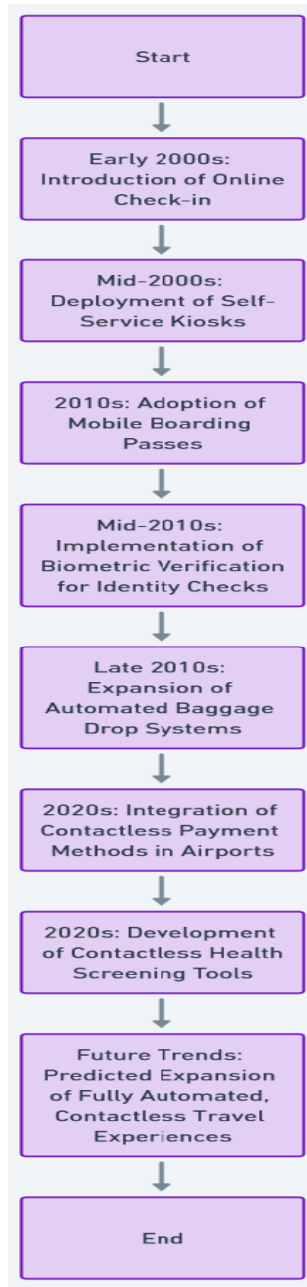 Start
Early 2000s:
Introduction of Online
Check-in
Mid-2000s:
Deployment of Self-
Service Kiosks
2010s: Adoption of
Mobile Boarding
Passes
Mid-2010s:
Implementation of
Biometric Verification
for Identity Checks
Late 2010s:
Expansion of
Automated Baggage
Drop Systems
2020s: Integration of
Contactless Payment
Methods in Airports
2020s: Development
of Contactless Health
Screening Tools
Future Trends:
Predicted Expansion
of Fully Automated,
Contactless Travel
Experiences
End